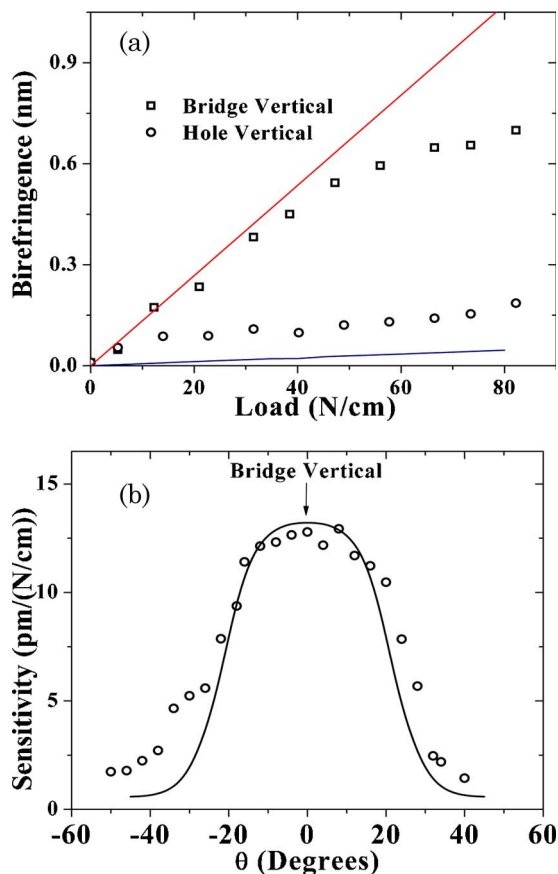 (a)
0.9
0.6
0.3
0.0
Birefringence (nm)
Bridge Vertical
Hole Vertical
0 20 40 60 80
Load (N/cm)
(b)
Bridge Vertical
15
10
5
0
Sensitivity (pm/(N/cm))
-60 -40 -20 0 20 40 60
θ (Degrees)